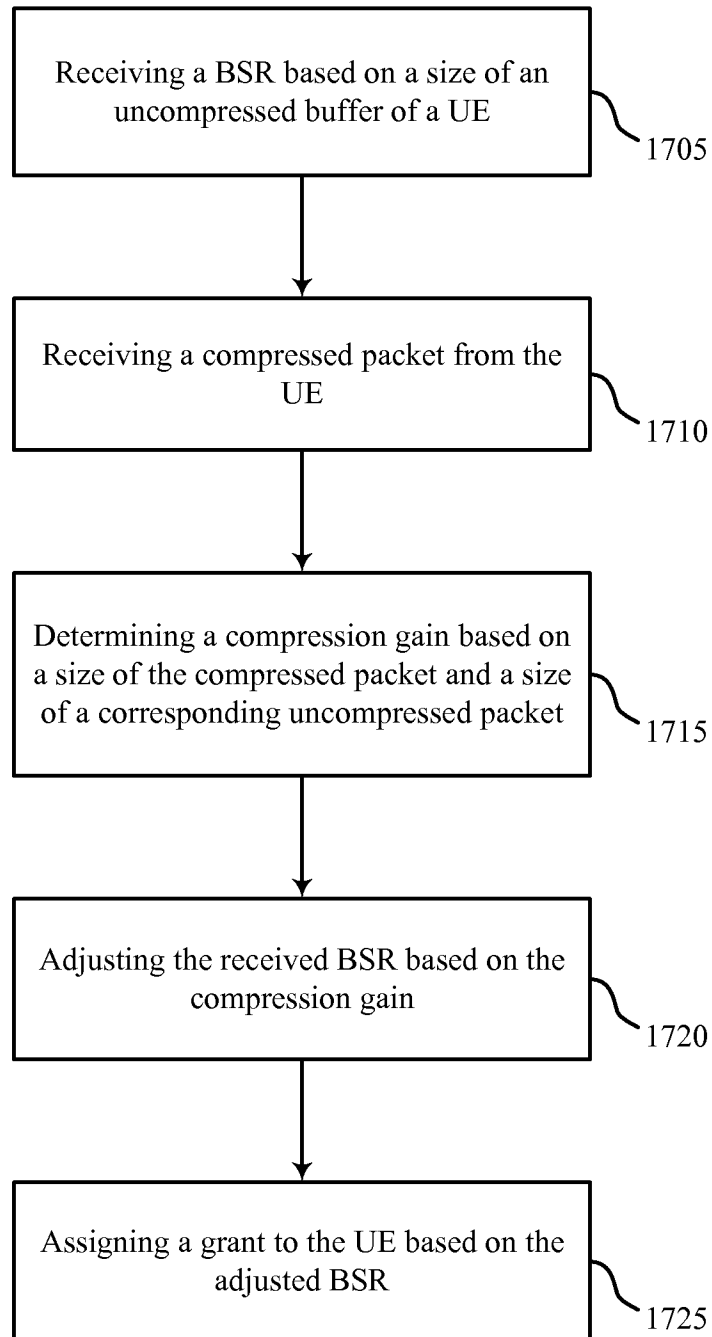 Receiving a BSR based on a size of an
uncompressed buffer of a UE
1705
Receiving a compressed packet from the
UE
1710
Determining a compression gain based on
a size of the compressed packet and a size
of a corresponding uncompressed packet
1715
Adjusting the received BSR based on the
compression gain
1720
Assigning a grant to the UE based on the
adjusted BSR
1725